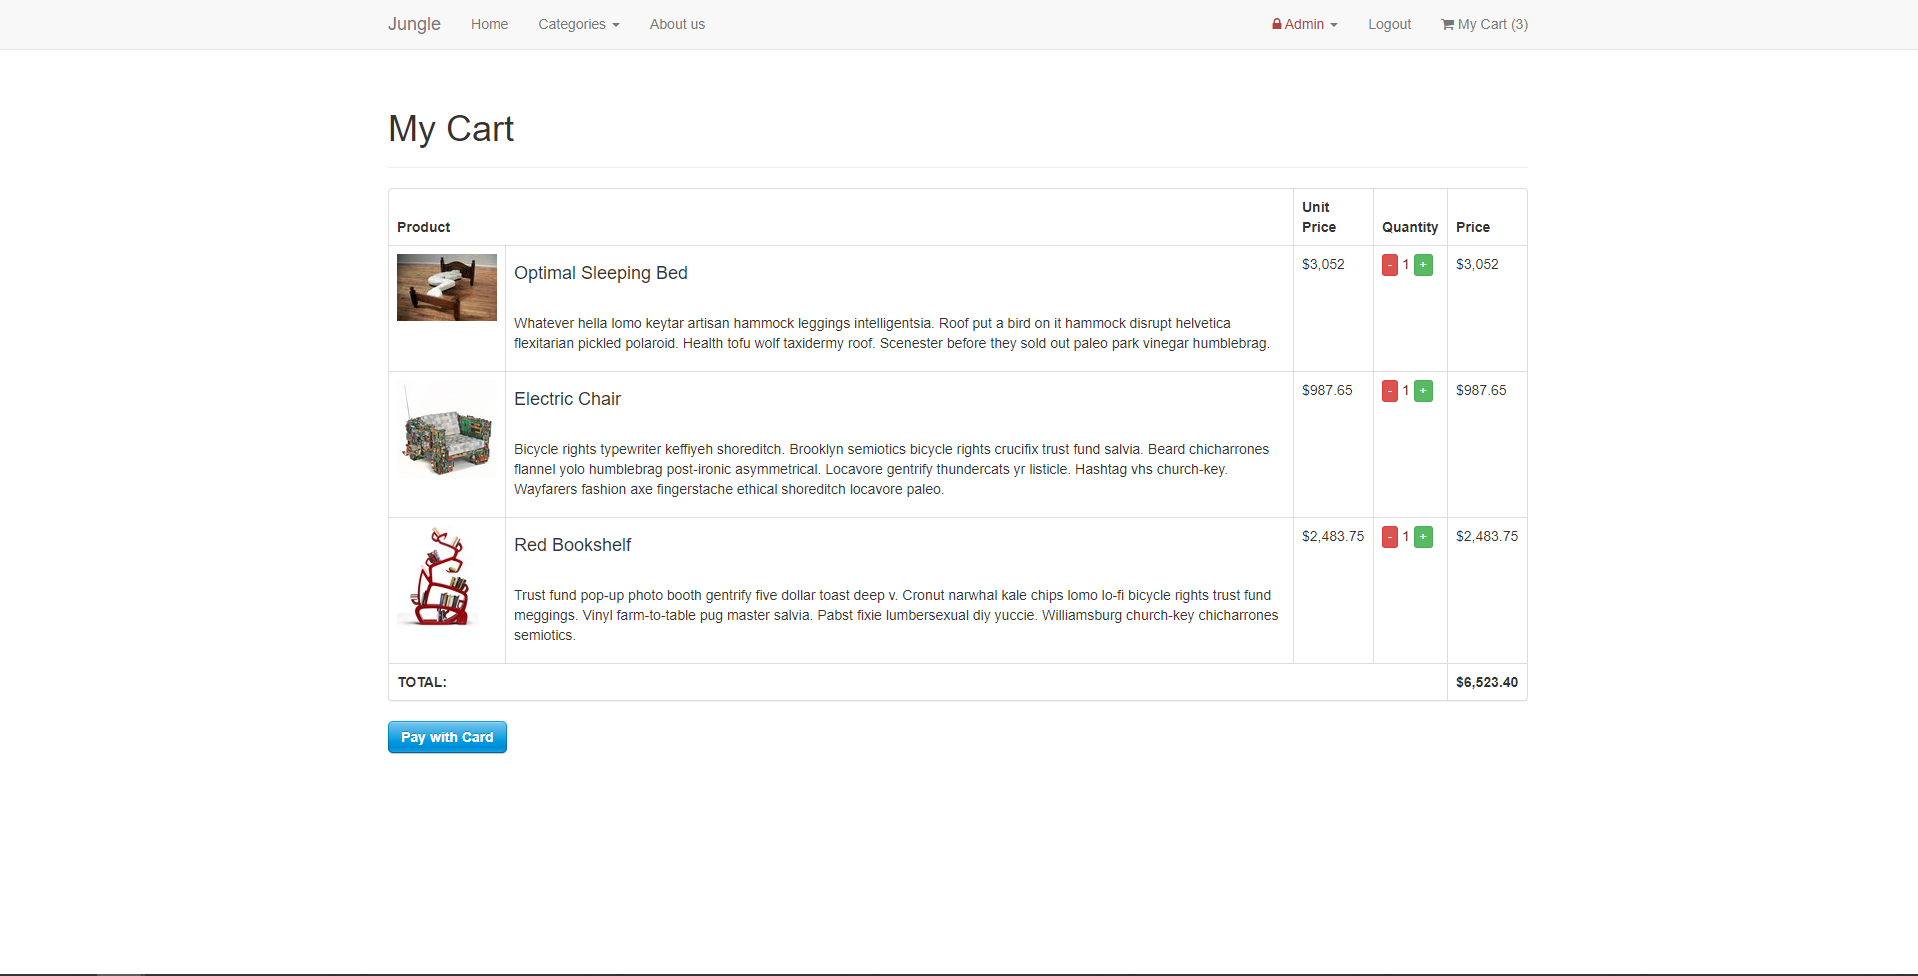 Jungle Home Categories About us Admin Logout My Cart (3)
My Cart
Product Unit Price Quantity Price
Optimal Sleeping Bed $3,052 - 1 + $3,052
Whatever hella lomo keytar artisan hammock leggings intelligentsia. Roof put a bird on it hammock disrupt helvetica
flexitarian pickled polaroid. Health tofu wolf taxidermy roof. Scenester before they sold out paleo park vinegar humblebrag.
Electric Chair $987.65 - 1 + $987.65
Bicycle rights typewriter keffiyeh shoreditch. Brooklyn semiotics bicycle rights crucifix trust fund salvia. Beard chicharrones
flannel yolo humblebrag post-ironic asymmetrical. Locavore gentrify thundercats yr listicle. Hashtag vhs church-key.
Wayfarers fashion axe fingerstache ethical shoreditch locavore paleo.
Red Bookshelf $2,483.75 - 1 + $2,483.75
Trust fund pop-up photo booth gentrify five dollar toast deep v. Cronut narwhal kale chips lomo lo-fi bicycle rights trust fund
meggings. Vinyl farm-to-table pug master salvia. Pabst fixie lumbersexual diy yuccie. Williamsburg church-key chicharrones
semiotics.
TOTAL: $6,523.40
Pay with Card